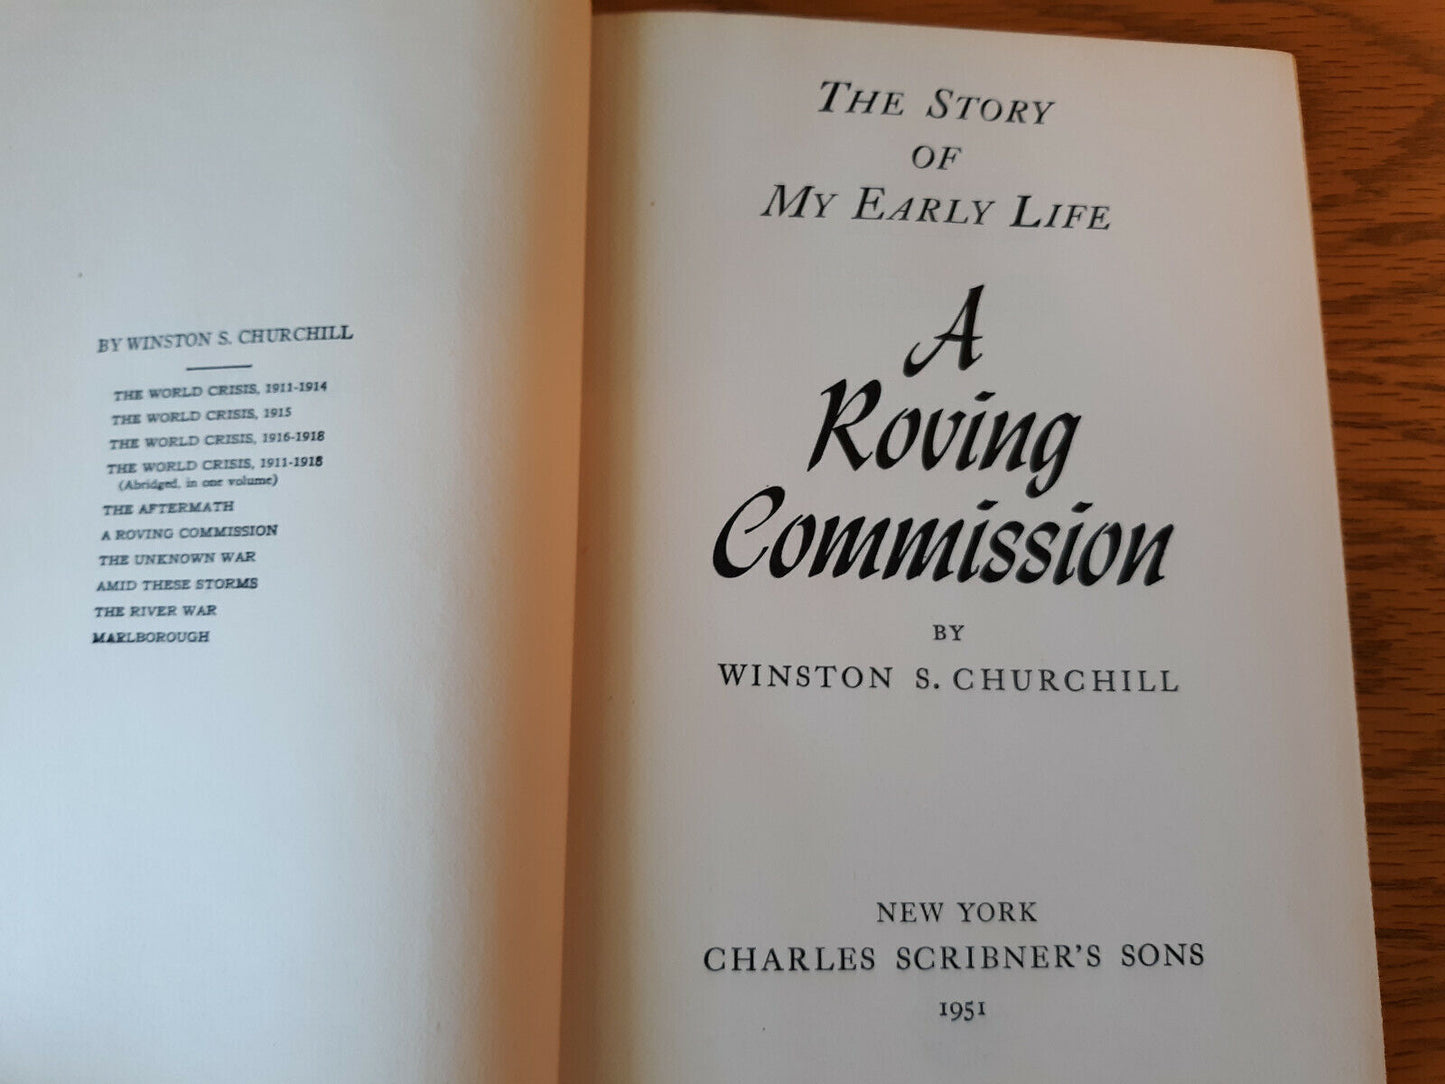 BY WINSTON S. CHURCHILL
THE WORLD CRISIS, 1911-1914
THE WORLD CRISIS, 1915
THE WORLD CRISIS, 1916-1918
THE WORLD CRISIS, 1911-1918
(Abridged, in one volume)
THE AFTERMATH
A ROVING COMMISSION
THE UNKNOWN WAR
AMID THESE STORMS
THE RIVER WAR
MARLBOROUGH
THE STORY
OF
MY EARLY LIFE
A
Roving
Commission
BY
WINSTON S. CHURCHILL
NEW YORK
CHARLES SCRIBNER'S SONS
1951